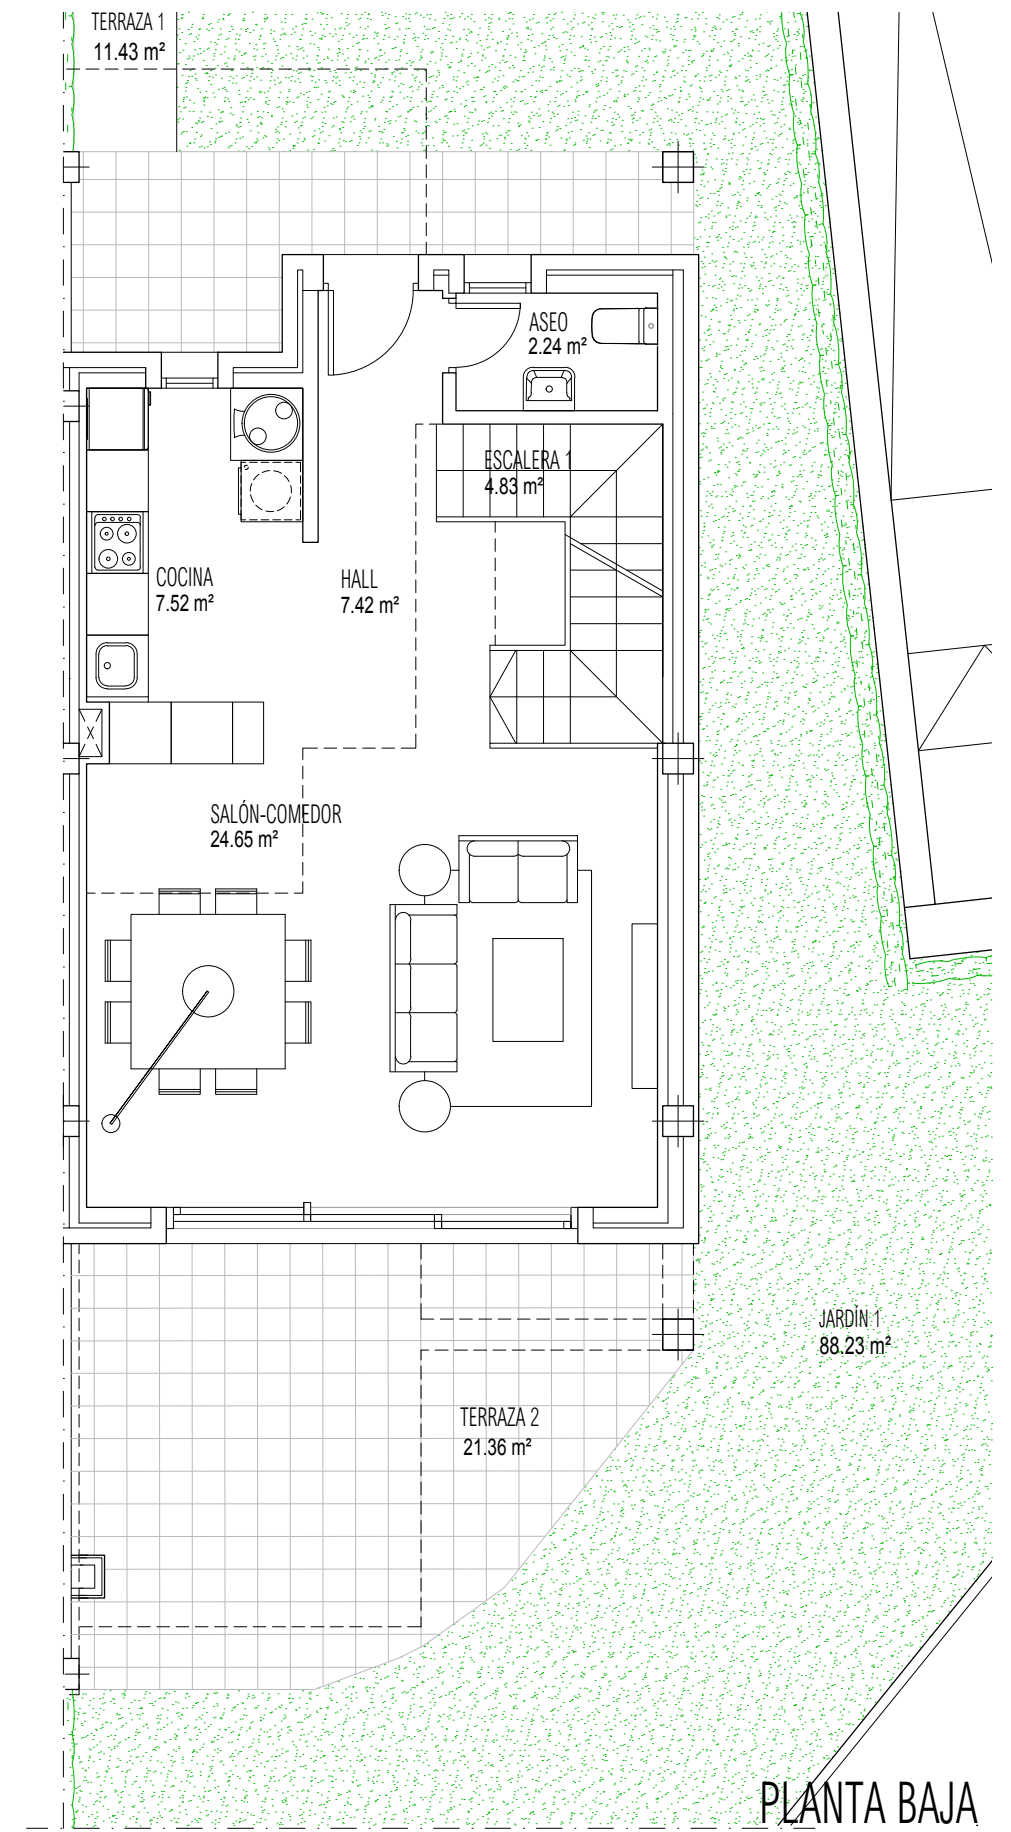 TERRAZA 1
11.43 m²
ASEO
2.24 m²
ESCALERA 1
4.83 m²
COCINA
7.52 m²
HALL
7.42 m²
SALÓN-COMEDOR
24.65 m²
JARDÍN 1
88.23 m²
TERRAZA 2
21.36 m²
PLANTA BAJA